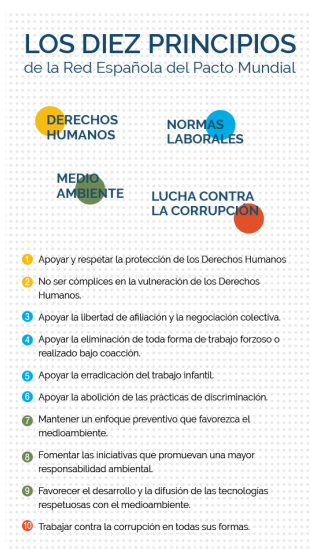 LOS DIEZ PRINCIPIOS
de la Red Española del Pacto Mundial
DERECHOS
HUMANOS
NORMAS
LABORALES
MEDIO
AMBIENTE
LUCHA CONTRA
LA CORRUPCIÓN
1 Apoyar y respetar la protección de los Derechos Humanos
2 No ser cómplices en la vulneración de los Derechos
Humanos.
3 Apoyar la libertad de afiliación y la negociación colectiva.
4 Apoyar la eliminación de toda forma de trabajo forzoso o
realizado bajo coacción.
5 Apoyar la erradicación del trabajo infantil.
6 Apoyar la abolición de las prácticas de discriminación.
7 Mantener un enfoque preventivo que favorezca el
medioambiente.
8 Fomentar las iniciativas que promuevan una mayor
responsabilidad ambiental.
9 Favorecer el desarrollo y la difusión de las tecnologías
respetuosas con el medioambiente.
10 Trabajar contra la corrupción en todas sus formas.